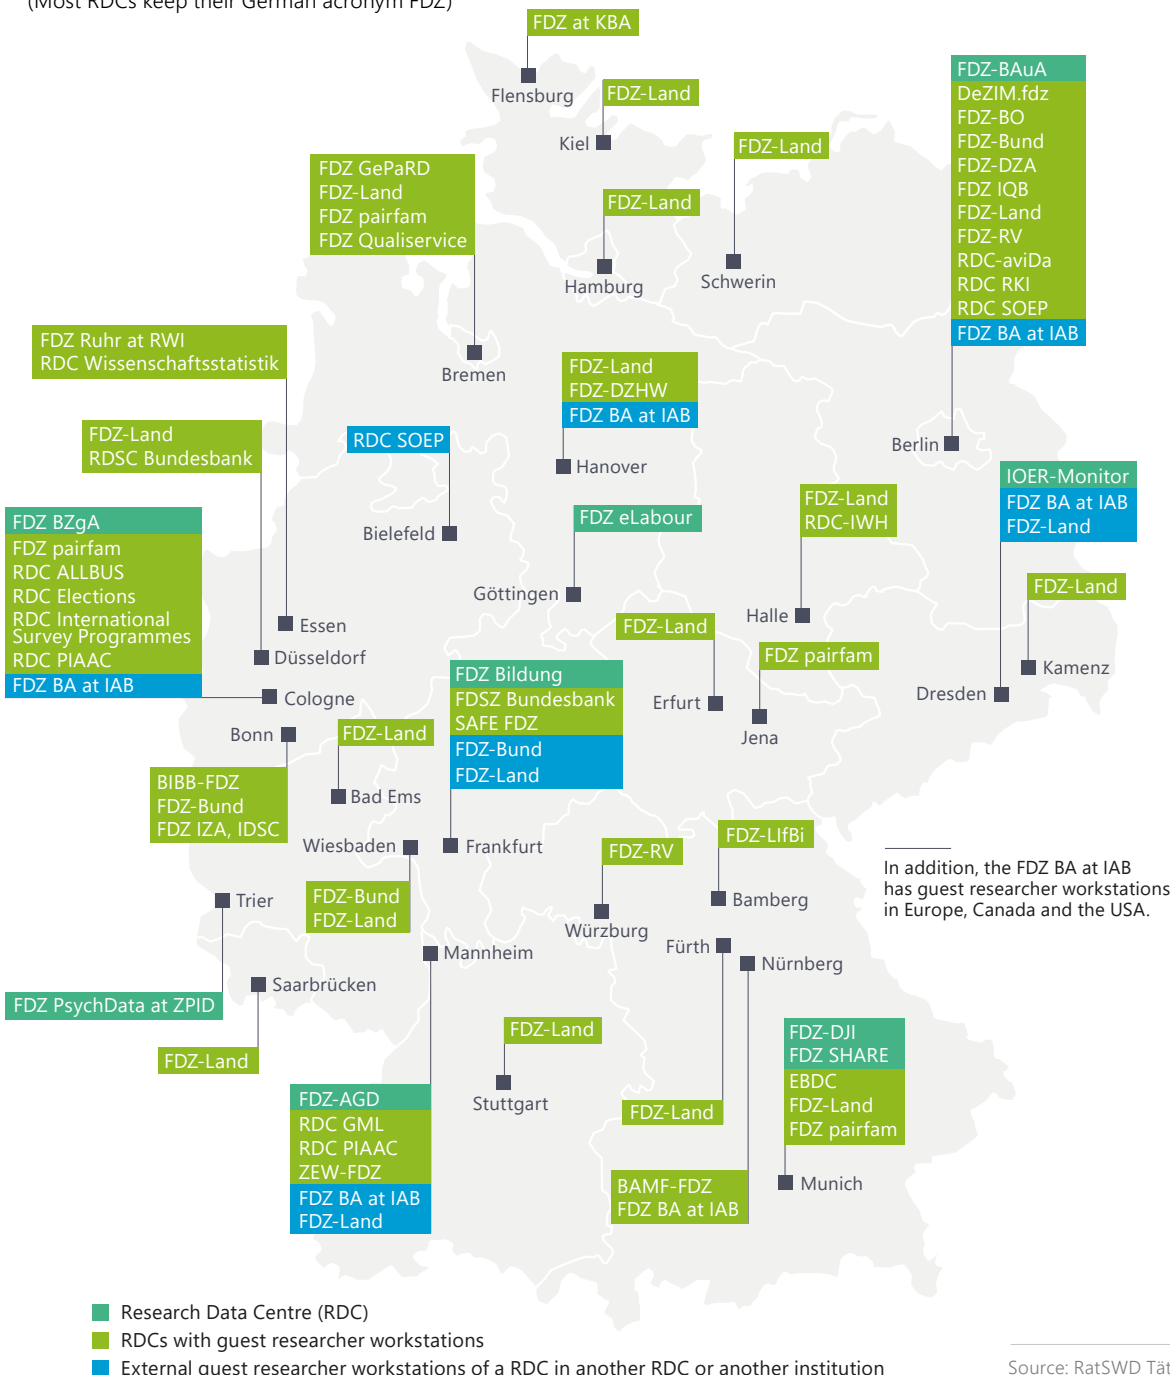 (Most RDCs keep their German acronym FDZ)
FDZ at KBA
Flensburg
FDZ-Land
Kiel
FDZ-Land
Schwerin
FDZ-Land
Hamburg
FDZ GePaRD
FDZ-Land
FDZ pairfam
FDZ Qualiservice
Bremen
FDZ-BAuA
DeZIM.fdz
FDZ-BO
FDZ-Bund
FDZ-DZA
FDZ IQB
FDZ-Land
FDZ-RV
RDC-aviDa
RDC RKI
RDC SOEP
FDZ BA at IAB
Berlin
FDZ Ruhr at RWI
RDC Wissenschaftsstatistik
Essen
FDZ-Land
FDZ-DZHW
FDZ BA at IAB
Hanover
FDZ-Land
RDSC Bundesbank
Düsseldorf
RDC SOEP
Bielefeld
FDZ eLabour
Göttingen
FDZ-Land
RDC-IWH
Halle
IOER-Monitor
FDZ BA at IAB
FDZ-Land
Dresden
FDZ-Land
Kamenz
FDZ BZgA
FDZ pairfam
RDC ALLBUS
RDC Elections
RDC International
Survey Programmes
RDC PIAAC
FDZ BA at IAB
Cologne
FDZ-Land
Erfurt
FDZ pairfam
Jena
FDZ Bildung
FDSZ Bundesbank
SAFE FDZ
FDZ-Bund
FDZ-Land
Frankfurt
Bonn
BIBB-FDZ
FDZ-Bund
FDZ IZA, IDSC
FDZ-Land
Bad Ems
Wiesbaden
FDZ-Bund
FDZ-Land
FDZ-RV
Würzburg
FDZ-LIfBi
Bamberg
In addition, the FDZ BA at IAB
has guest researcher workstations
in Europe, Canada and the USA.
Trier
FDZ PsychData at ZPID
Saarbrücken
FDZ-Land
Mannheim
FDZ-AGD
RDC GML
RDC PIAAC
ZEW-FDZ
FDZ BA at IAB
FDZ-Land
FDZ-Land
Stuttgart
Fürth
FDZ-Land
Nürnberg
BAMF-FDZ
FDZ BA at IAB
FDZ-DJI
FDZ SHARE
EBDC
FDZ-Land
FDZ pairfam
Munich
Research Data Centre (RDC)
RDCs with guest researcher workstations
External guest researcher workstations of a RDC in another RDC or another institution
Source: RatSWD Tät